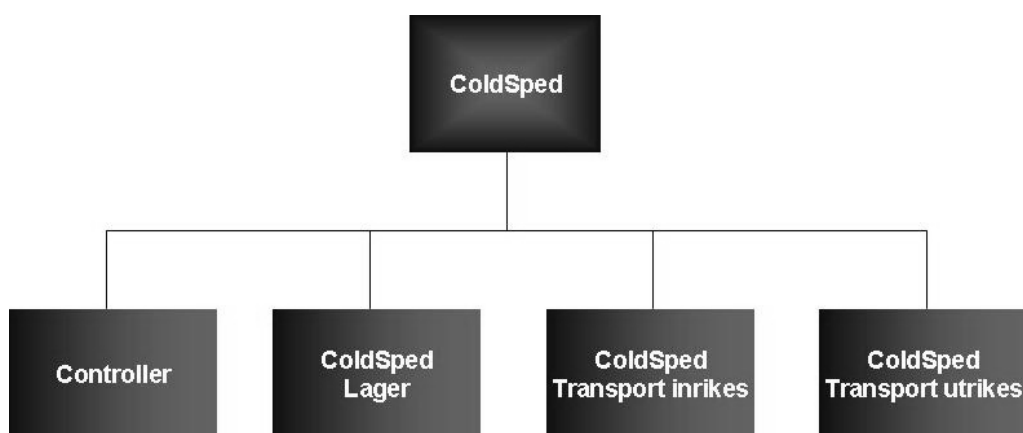 ColdSped
Controller
ColdSped
Lager
ColdSped
Transport inrikes
ColdSped
Transport utrikes